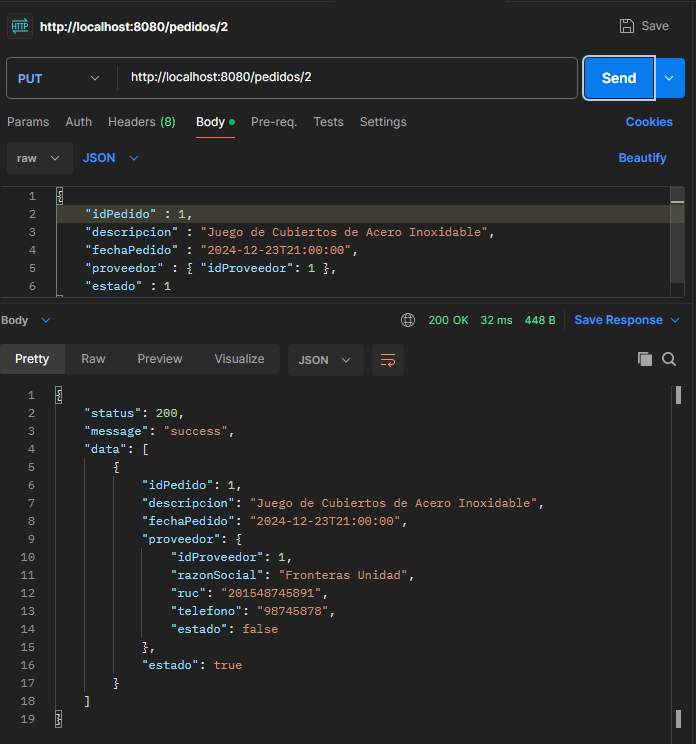 HTTP http://localhost:8080/pedidos/2 Save
PUT http://localhost:8080/pedidos/2 Send
Params Auth Headers (8) Body Pre-req. Tests Settings Cookies
raw JSON Beautify
1 {
2 "idPedido" : 1,
3 "descripcion" : "Juego de Cubiertos de Acero Inoxidable",
4 "fechaPedido" : "2024-12-23T21:00:00",
5 "proveedor" : { "idProveedor": 1 },
6 "estado" : 1
Body 200 OK 32 ms 448 B Save Response
Pretty Raw Preview Visualize JSON
1 {
2 "status": 200,
3 "message": "success",
4 "data": [
5 {
6 "idPedido": 1,
7 "descripcion": "Juego de Cubiertos de Acero Inoxidable",
8 "fechaPedido": "2024-12-23T21:00:00",
9 "proveedor": {
10 "idProveedor": 1,
11 "razonSocial": "Fronteras Unidad",
12 "ruc": "201548745891",
13 "telefono": "98745878",
14 "estado": false
15 },
16 "estado": true
17 }
18 ]
19 }